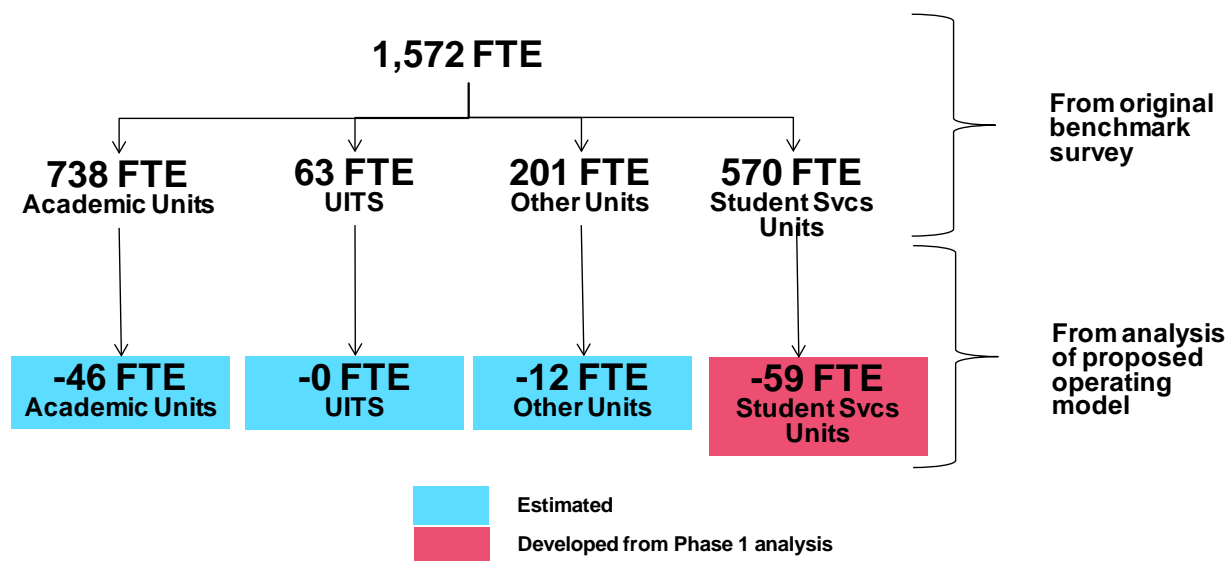 1,572 FTE
From original
benchmark
survey
738 FTE
Academic Units
63 FTE
UITS
201 FTE
Other Units
570 FTE
Student Svcs
Units
From analysis
of proposed
operating
model
-46 FTE
Academic Units
-0 FTE
UITS
-12 FTE
Other Units
-59 FTE
Student Svcs
Units
Estimated
Developed from Phase 1 analysis